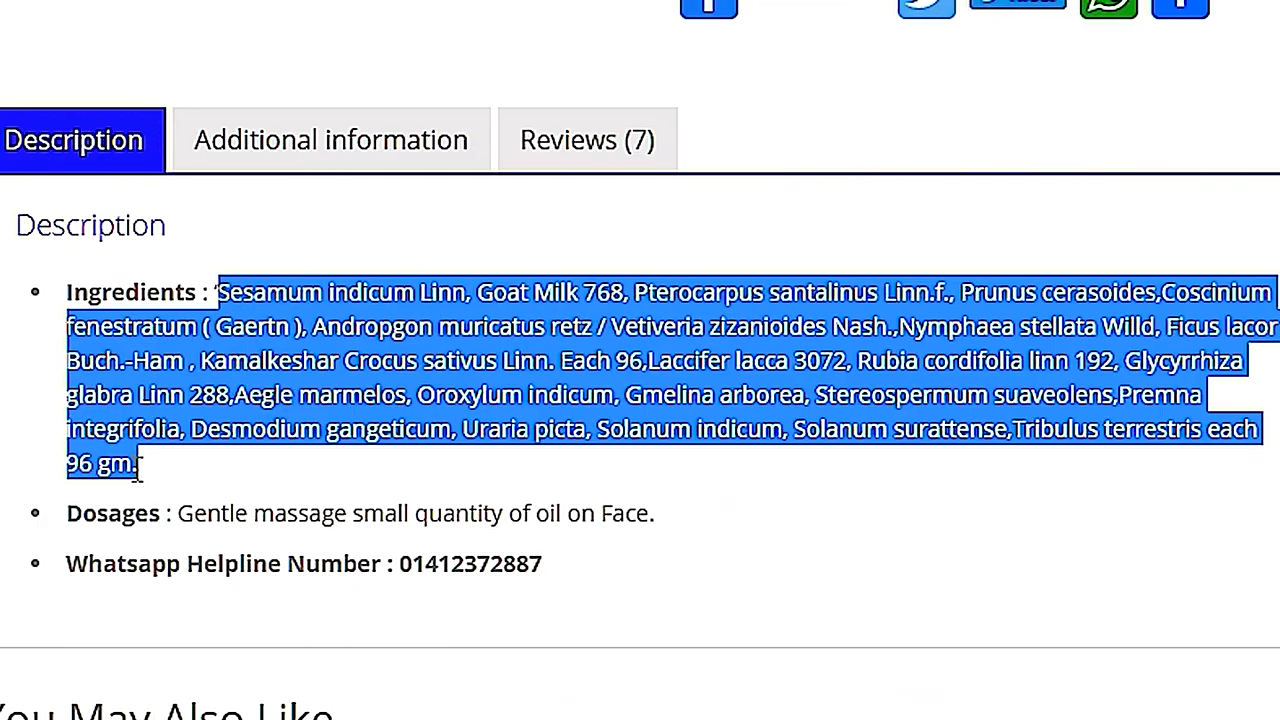 Description
Additional information
Reviews (7)
Description
Ingredients : ‘Sesamum indicum Linn, Goat Milk 768, Pterocarpus santalinus Linn.f., Prunus cerasoides,Coscinium
fenestratum ( Gaertn ), Andropgon muricatus retz / Vetiveria zizanioides Nash.,Nymphaea stellata Willd, Ficus lacor
Buch.-Ham , Kamalkeshar Crocus sativus Linn. Each 96,Laccifer lacca 3072, Rubia cordifolia linn 192, Glycyrrhiza
glabra Linn 288,Aegle marmelos, Oroxylum indicum, Gmelina arborea, Stereospermum suaveolens,Premna
integrifolia, Desmodium gangeticum, Uraria picta, Solanum indicum, Solanum surattense,Tribulus terrestris each
96 gm.
Dosages : Gentle massage small quantity of oil on Face.
Whatsapp Helpline Number : 01412372887
You May Also Like